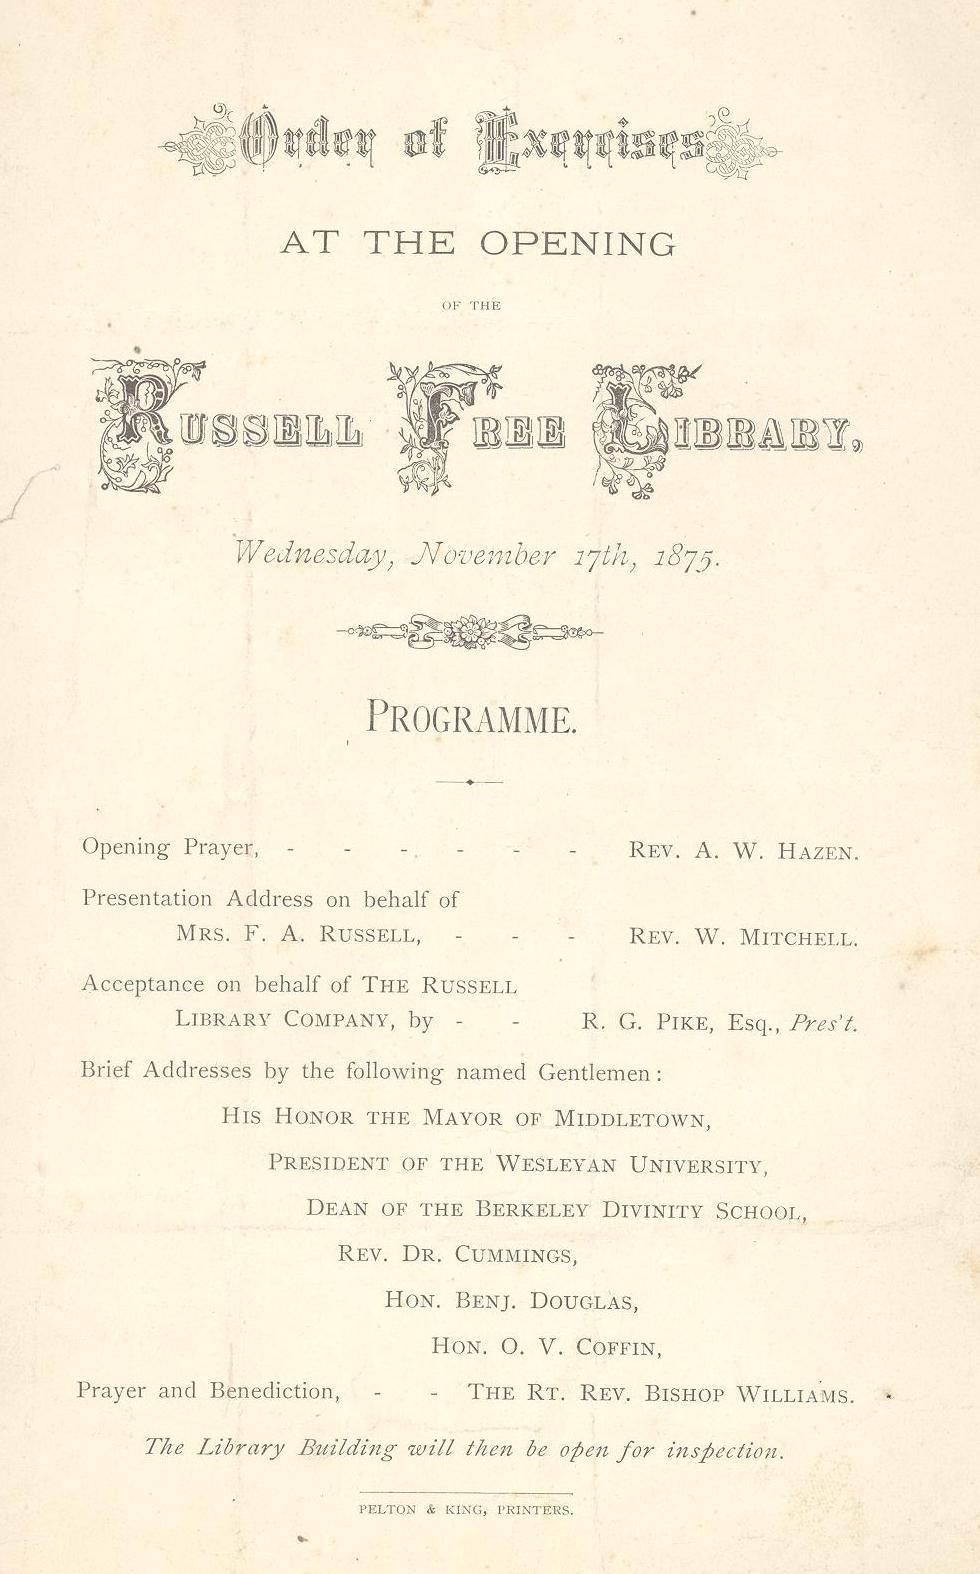 Order of Exercises
AT THE OPENING
OF THE
RUSSELL FREE LIBRARY,
Wednesday, November 17th, 1875.
PROGRAMME.
Opening Prayer, - - - - - - REV. A. W. HAZEN.
Presentation Address on behalf of
MRS. F. A. RUSSELL, - - - REV. W. MITCHELL.
Acceptance on behalf of THE RUSSELL
LIBRARY COMPANY, by - - R. G. PIKE, Esq., Pres't.
Brief Addresses by the following named Gentlemen:
HIS HONOR THE MAYOR OF MIDDLETOWN,
PRESIDENT OF THE WESLEYAN UNIVERSITY,
DEAN OF THE BERKELEY DIVINITY SCHOOL,
REV. DR. CUMMINGS,
HON. BENJ. DOUGLAS,
HON. O. V. COFFIN,
Prayer and Benediction, - - THE RT. REV. BISHOP WILLIAMS.
The Library Building will then be open for inspection.
PELTON & KING, PRINTERS.